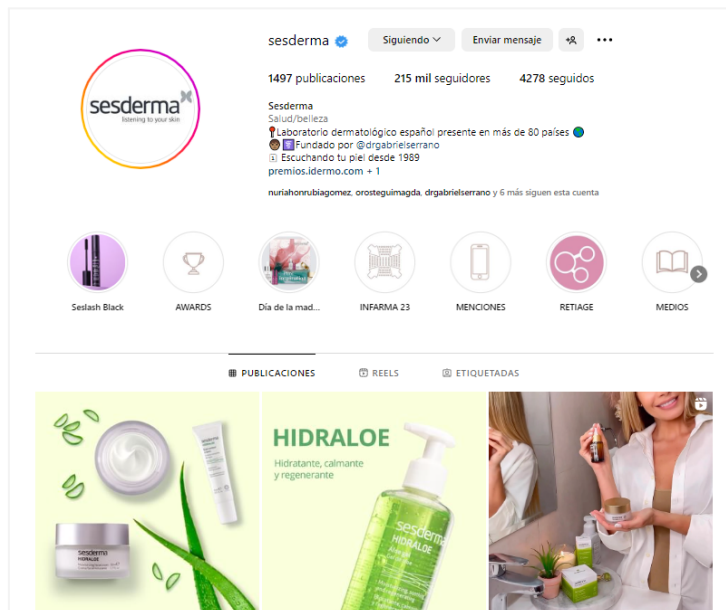 sesderma
Siguiendo
Enviar mensaje
1497 publicaciones
215 mil seguidores
4278 seguidos
sesderma
listening to your skin
Sesderma
Salud/belleza
Laboratorio dermatológico español presente en más de 80 países
Fundado por @drgabrielserrano
Escuchando tu piel desde 1989
premios.idermo.com + 1
nuriahonrubiagomez, orosteguimagda, drgabrielserrano y 6 más siguen esta cuenta
Seslash Black
AWARDS
Día de la mad...
INFARMA 23
MENCIONES
RETIAGE
MEDIOS
PUBLICACIONES
REELS
ETIQUETADAS
sesderma
HIDRALOE
HIDRALOE
Hidratante, calmante
y regenerante
sesderma
HIDRALOE